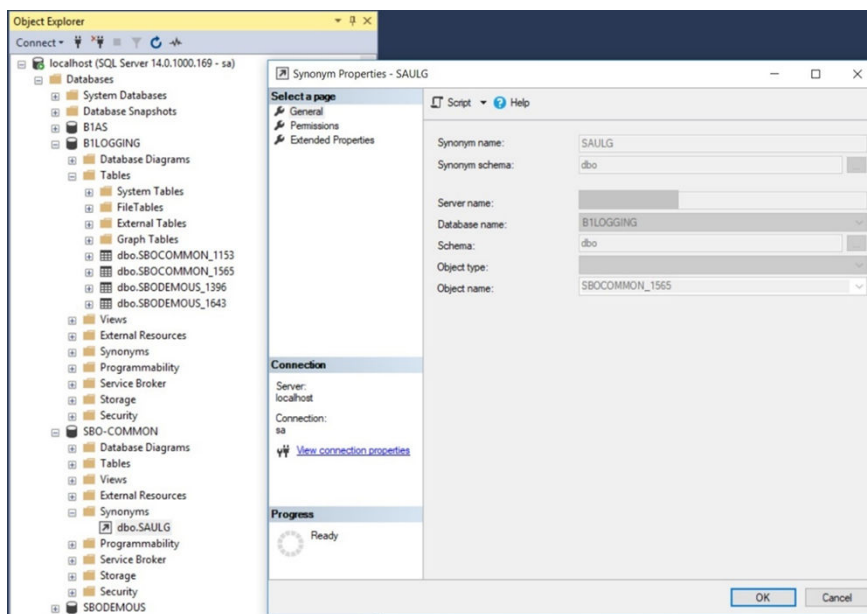 Object Explorer
Connect
localhost (SQL Server 14.0.1000.169 - sa)
Databases
System Databases
Database Snapshots
B1AS
B1LOGGING
Database Diagrams
Tables
System Tables
FileTables
External Tables
Graph Tables
dbo.SBOCOMMON_1153
dbo.SBOCOMMON_1565
dbo.SBODEMOUS_1396
dbo.SBODEMOUS_1643
Views
External Resources
Synonyms
Programmability
Service Broker
Storage
Security
SBO-COMMON
Database Diagrams
Tables
Views
External Resources
Synonyms
dbo.SAULG
Programmability
Service Broker
Storage
Security
SBODEMOUS
Synonym Properties - SAULG
Select a page
General
Permissions
Extended Properties
Connection
Server:
localhost
Connection:
sa
View connection properties
Progress
Ready
Script Help
Synonym name: SAULG
Synonym schema: dbo
Server name:
Database name: B1LOGGING
Schema: dbo
Object type:
Object name: SBOCOMMON_1565
OK Cancel